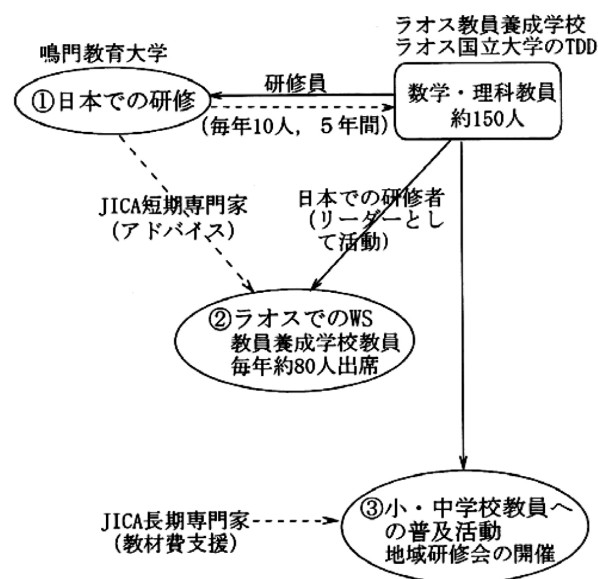 ラオス教員養成学校
ラオス国立大学のTDD
鳴門教育大学
①日本での研修
研修員
(毎年10人，５年間)
数学・理科教員
約150人
JICA短期専門家
(アドバイス)
日本での研修者
(リーダーとし
て活動)
②ラオスでのWS
教員養成学校教員
毎年約80人出席
JICA長期専門家
(教材費支援)
③小・中学校教員へ
の普及活動
地域研修会の開催